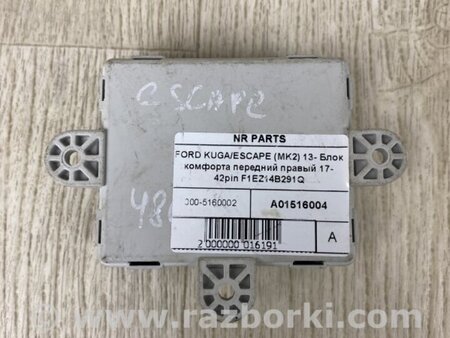 ESCAPE
NR PARTS
FORD KUGA/ESCAPE (MK2) 13- Блок
комфорта передний правый 17-
42pin F1EZ14B291Q
000-5160002
A01516004
2 000000 016191
A
www.razborki.com